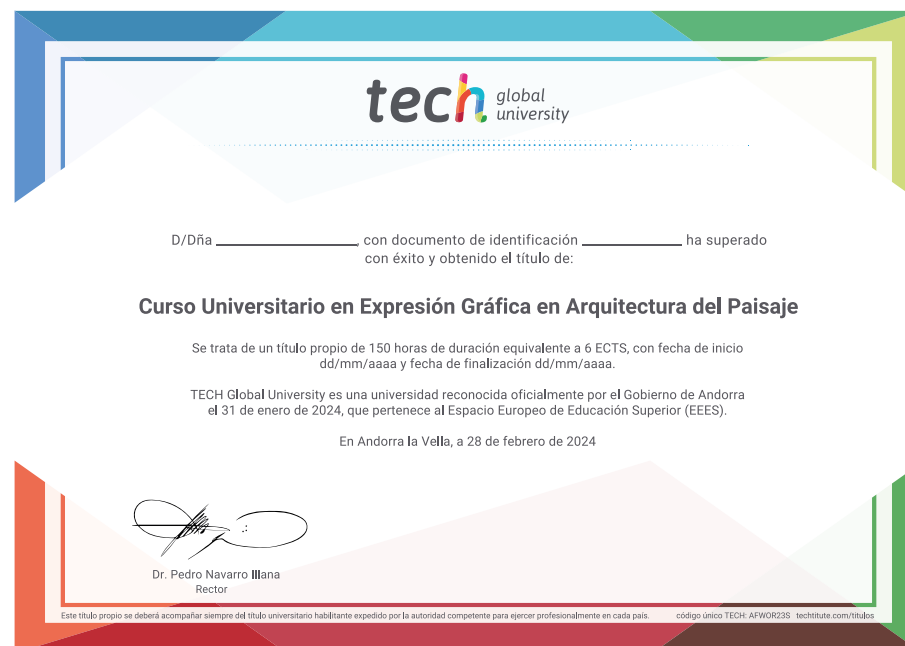 tech global university
D/Dña , con documento de identificación ha superado
con éxito y obtenido el título de:
Curso Universitario en Expresión Gráfica en Arquitectura del Paisaje
Se trata de un título propio de 150 horas de duración equivalente a 6 ECTS, con fecha de inicio
dd/mm/aaaa y fecha de finalización dd/mm/aaaa.
TECH Global University es una universidad reconocida oficialmente por el Gobierno de Andorra
el 31 de enero de 2024, que pertenece al Espacio Europeo de Educación Superior (EEES).
En Andorra la Vella, a 28 de febrero de 2024
Dr. Pedro Navarro Illana
Rector
Este título propio se deberá acompañar siempre del título universitario habilitante expedido por la autoridad competente para ejercer profesionalmente en cada país. código único TECH: AFWOR23S techtitute.com/titulos